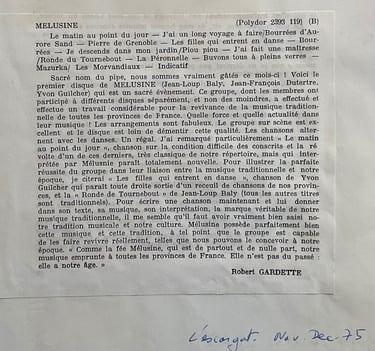 MELUSINE (Polydor 2393 119) (B)
Le matin au point du jour — J'ai un long voyage à faire/Bourrées d'Au-
rore Sand — Pierre de Grenoble — Les filles qui entrent en danse — Bour-
rées — Je descends dans mon jardin/Piou piou — J'ai fait une maîtresse
/Ronde du Tournebout — La Péronnelle — Buvons tous à pleine verres —
Mazurka/ Les Morvandiaux — Indicatif
Sacré nom du pipe, nous sommes vraiment gâtés ce mois-ci ! Voici le
premier disque de MELUSINE (Jean-Loup Baly, Jean-François Dutertre,
Yvon Guilcher) qui est un sacré évènement. Ce groupe, dont les membres ont
participé à différents disques séparément, et non des moindres, a effectué et
effectue un travail considérable pour la revivance de la musique tradition-
nelle de toutes les provinces de France. Quelle force et quelle actualité dans
leur musique ! Les arrangements sont fabuleux. Le groupe sur scène est ex-
cellent et le disque est loin de démentir cette qualité. Les chansons alter-
nent avec les danses. Un régal. J'ai remarqué particulièrement « Le matin
au point du jour », chanson sur la condition difficile des conscrits et la ré
volte d'un de ces derniers, très classique de notre répertoire, mais qui inter-
prétée par Mélusine paraît totalement nouvelle. Pour illustrer la parfaite
réussite du groupe dans leur liaison entre la musique traditionnelle et notre
époque, je citerai « Les filles qui entrent en danse », chanson de Yvon
Guilcher qui paraît toute droite sortie d'un receuil de chansons de nos provin-
ces, et la « Ronde de Tournebout » de Jean-Loup Baly (tous les autres titres
sont traditionnels). Pour écrire une chanson maintenant et lui donner
dans son texte, sa musique, son interprétation, la marque véritable de notre
musique traditionnelle, il me semble qu'il faut avoir vraiment bien saisi no-
tre tradition musicale et notre culture. Mélusine possède parfaitement bien
cette musique et cette tradition, à tel point que le groupe est capable
de les faire revivre réellement, telles que nous pouvons le concevoir à notre
époque. « Comme la fée Mélusine, qui est de partout et de nulle part, notre
musique emprunte à toutes les provinces de France. Elle n'est pas du passé :
elle a notre âge. »
Robert GARDETTE
L'escargot. Nov. Dec. 75